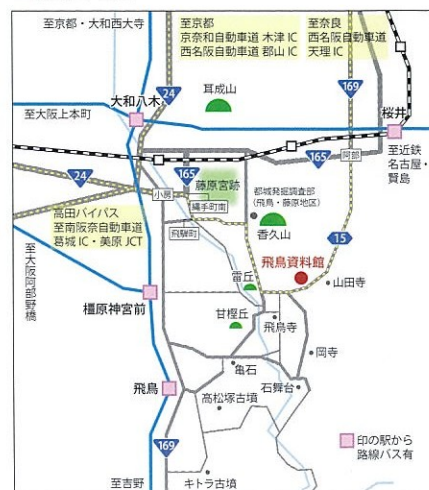 至京都・大和西大寺
至京都
京奈和自動車道 木津 IC
西名阪自動車道 郡山 IC
至奈良
西名阪自動車道
天理 IC
24
169
耳成山
大和八木
至大阪上本町
桜井
至近鉄
名古屋・
賢島
165
阿部
24
165
藤原宮跡
小房
縄手町南
飛騨町
都城発掘調査部
(飛鳥・藤原地区)
香久山
15
高田バイパス
至南阪奈自動車道
葛城 IC・美原 JCT
至大阪阿部野橋
飛鳥資料館
山田寺
雷丘
橿原神宮前
甘樫丘
飛鳥寺
岡寺
亀石
飛鳥
石舞台
高松塚古墳
169
キトラ古墳
至吉野
印の駅から
路線バス有